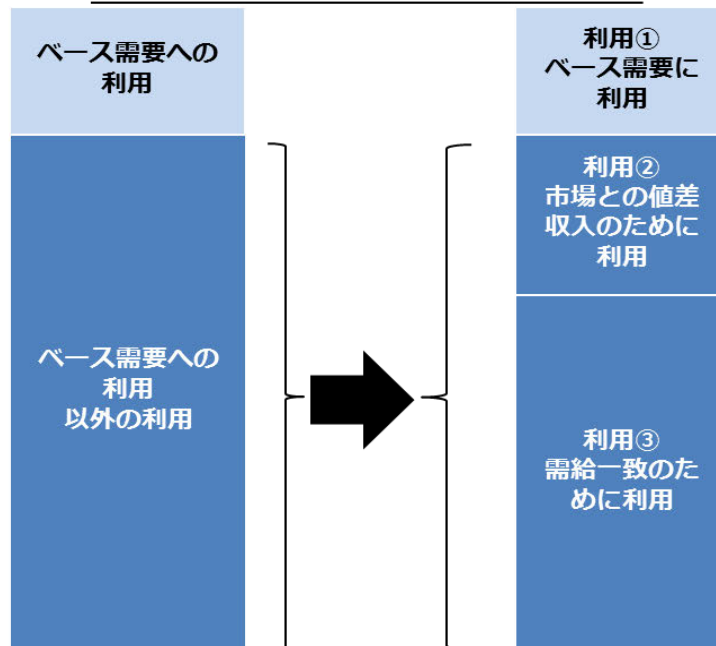 ベース需要への
利用
ベース需要への
利用
以外の利用
利用①
ベース需要に
利用
利用②
市場との値差
収入のために
利用
利用③
需給一致のた
めに利用